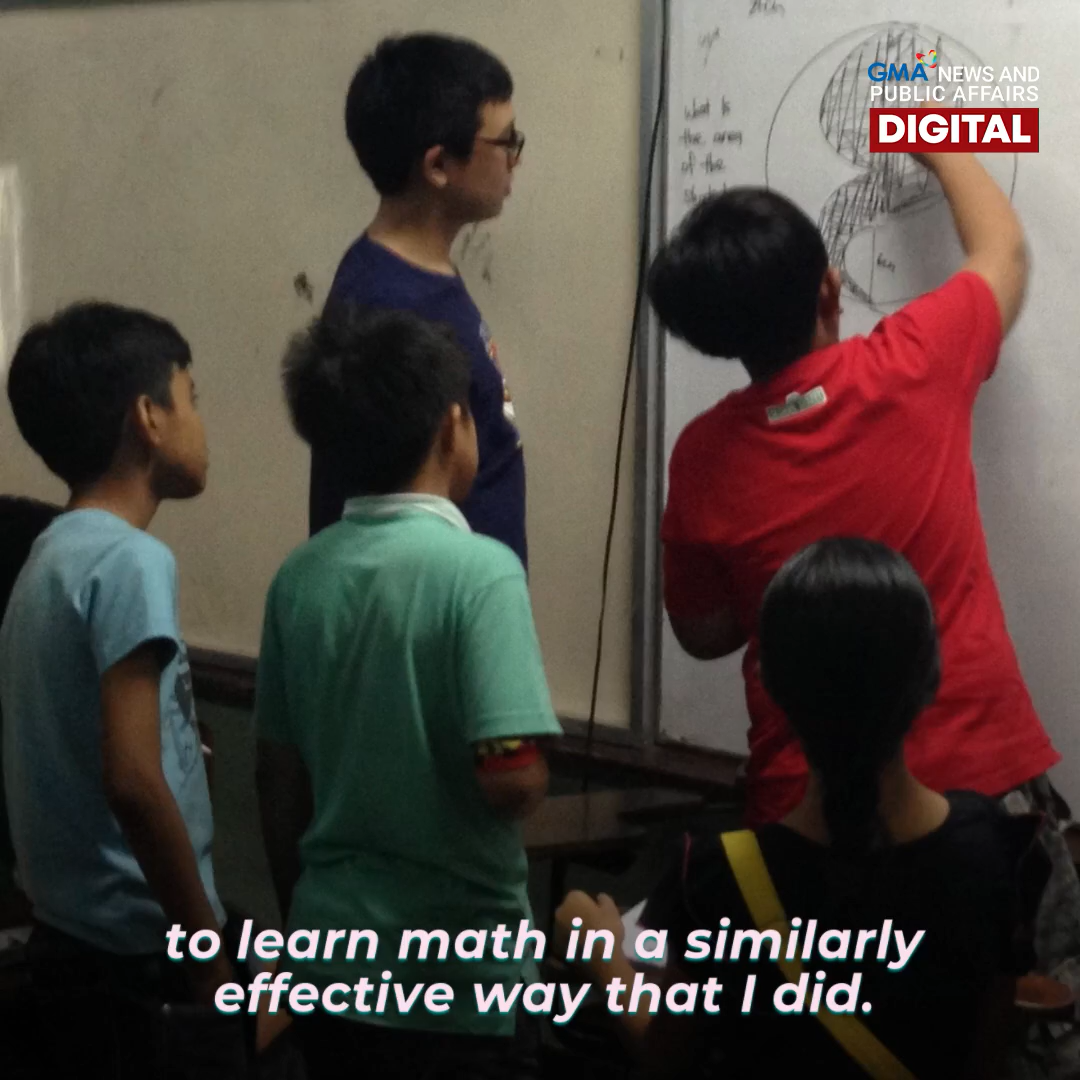 GMA NEWS AND
PUBLIC AFFAIRS
DIGITAL
What is
the area
of the
6cm
to learn math in a similarly
effective way that I did.